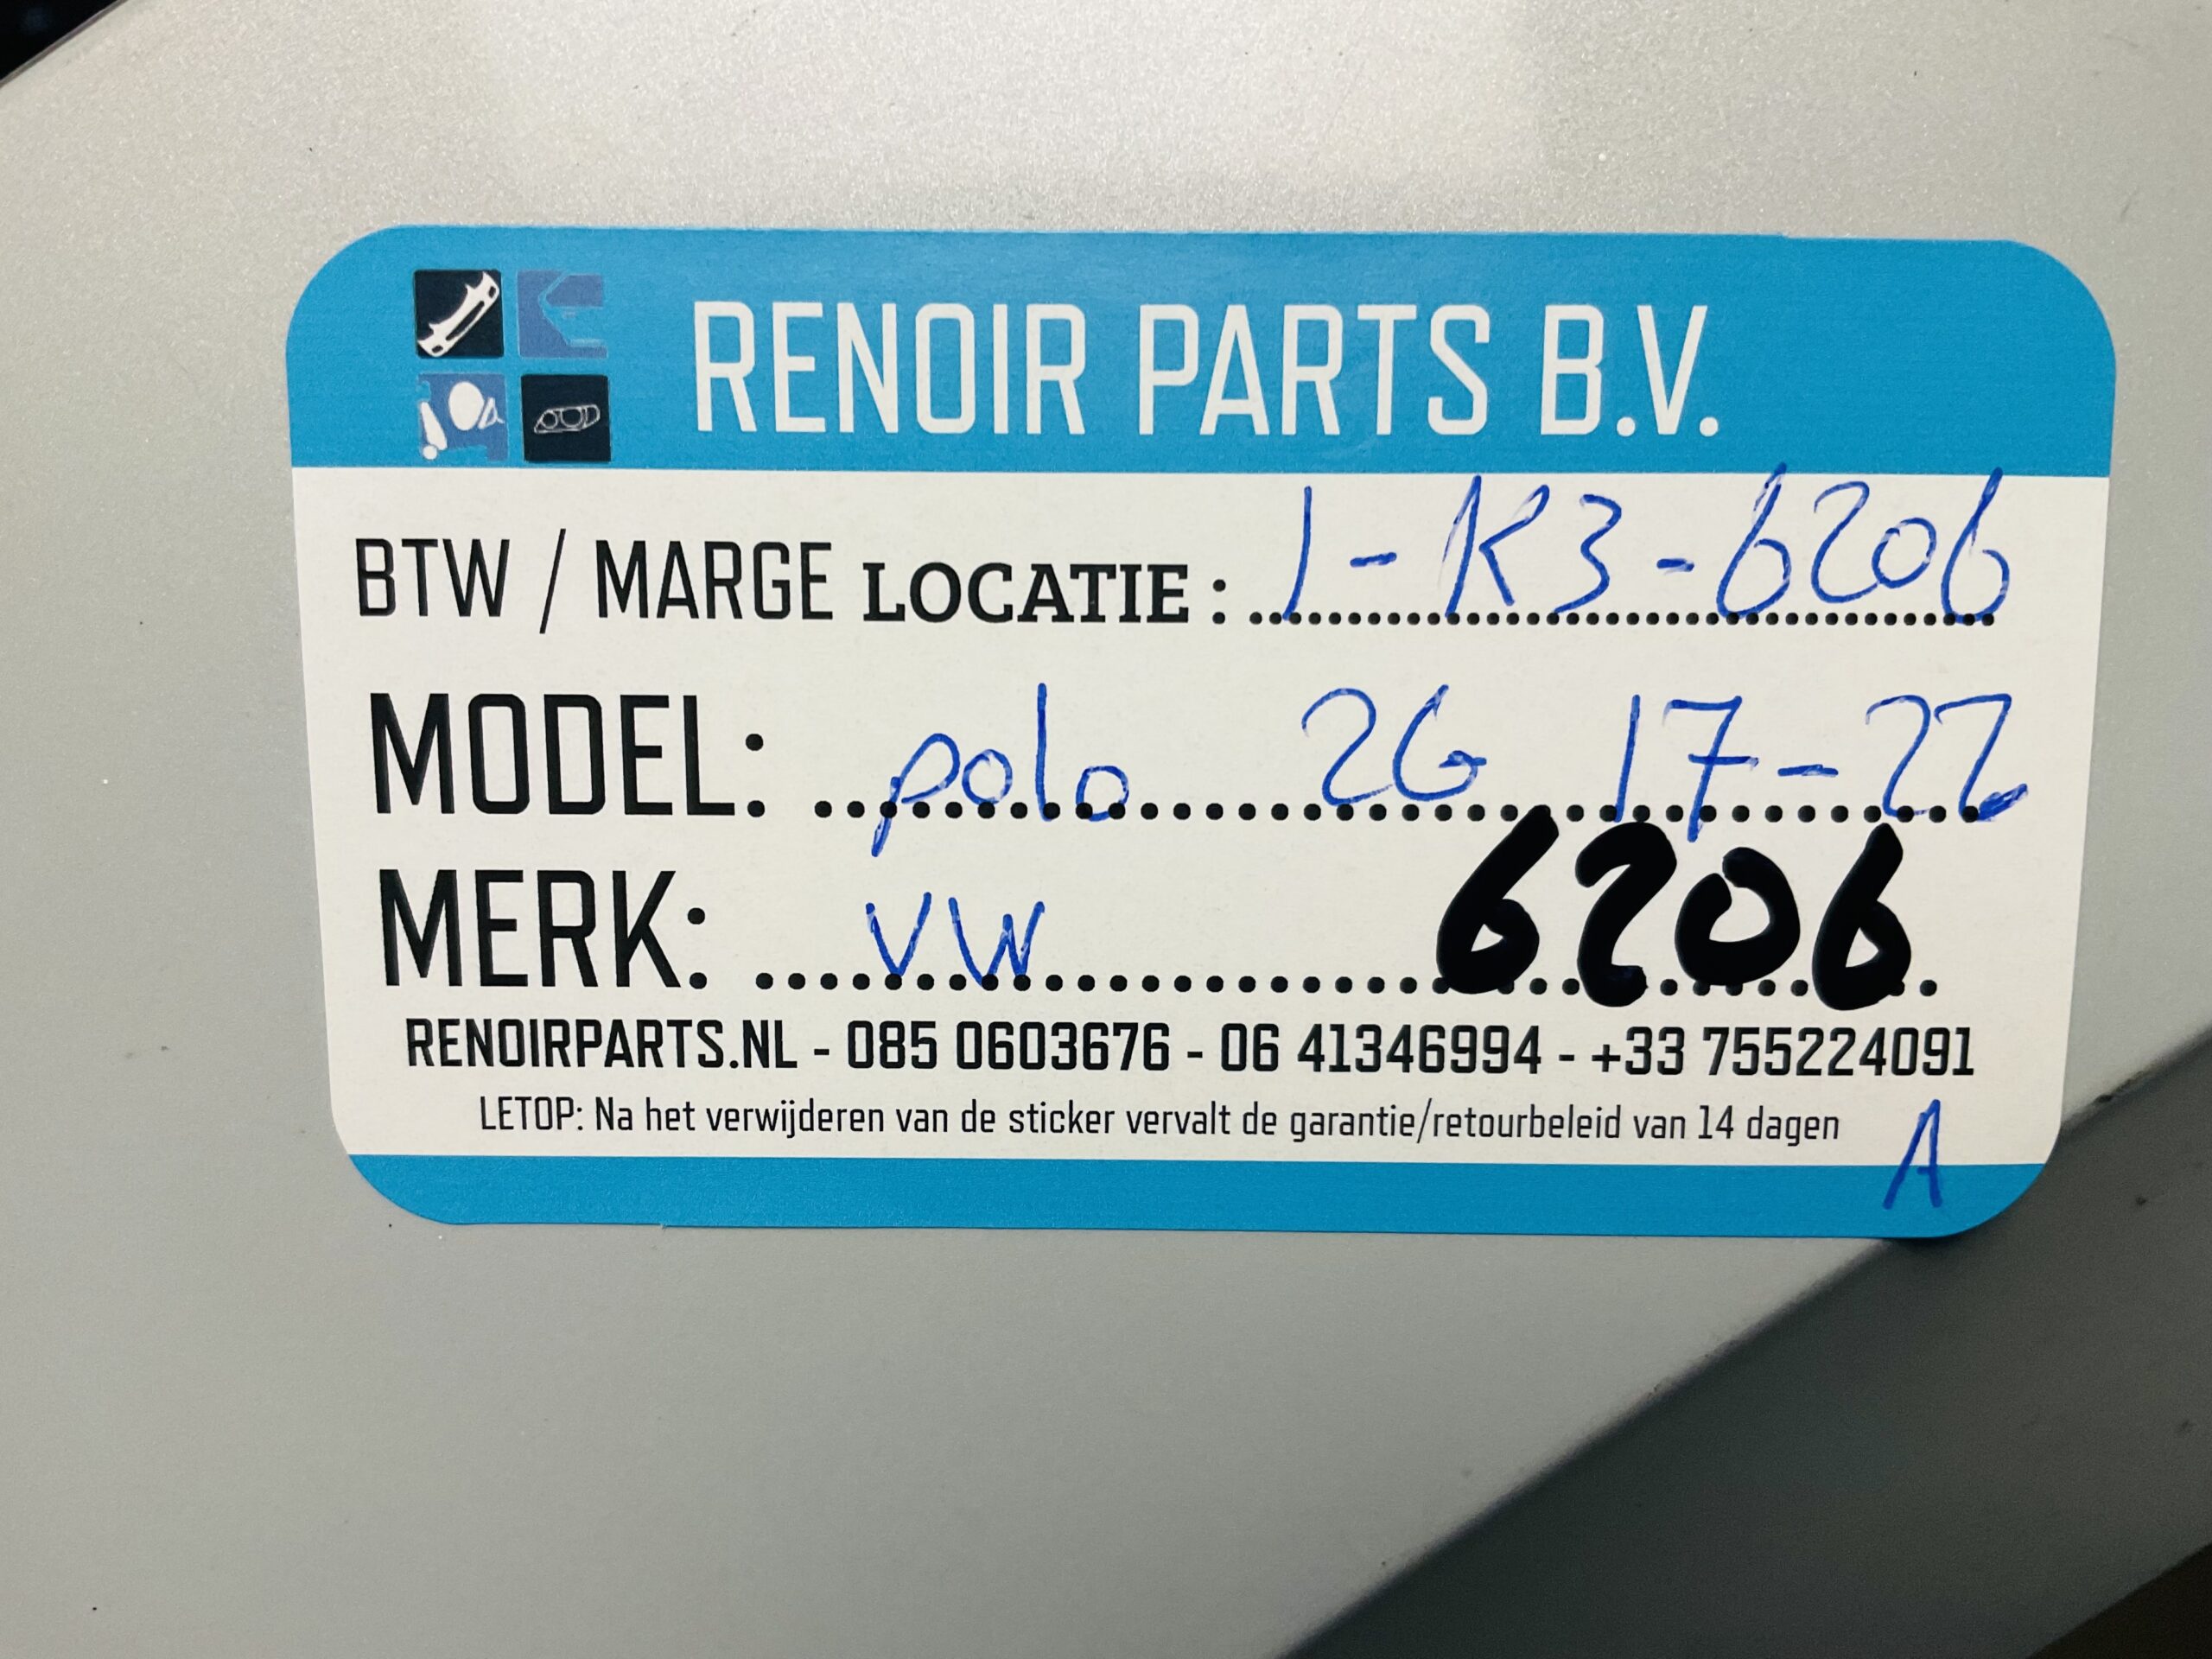 RENOIR PARTS B.V.
BTW / MARGE LOCATIE : 1-K3-6206
MODEL: polo 2G 17-22
MERK: VW 6206
RENOIRPARTS.NL - 085 0603676 - 06 41346994 - +33 755224091
LETOP: Na het verwijderen van de sticker vervalt de garantie/retourbeleid van 14 dagen
A